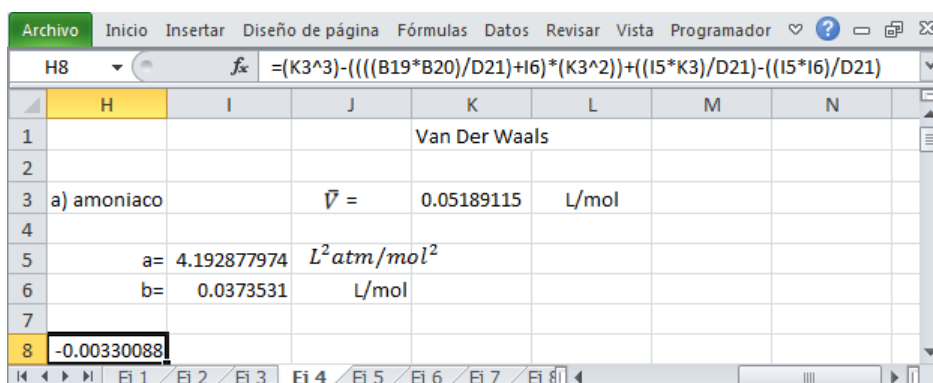 Archivo Inicio Insertar Diseño de página Fórmulas Datos Revisar Vista Programador
H8 fx =(K3^3)-((((B19*B20)/D21)+I6)*(K3^2))+((I5*K3)/D21)-((I5*I6)/D21)
H I J K L M N
1 Van Der Waals
2
3 a) amoniaco V̅ = 0.05189115 L/mol
4
5 a= 4.192877974 L²atm/mol²
6 b= 0.0373531 L/mol
7
8 -0.00330088
Ej 1 Ej 2 Ej 3 Ej 4 Ej 5 Ej 6 Ej 7 Ej 8